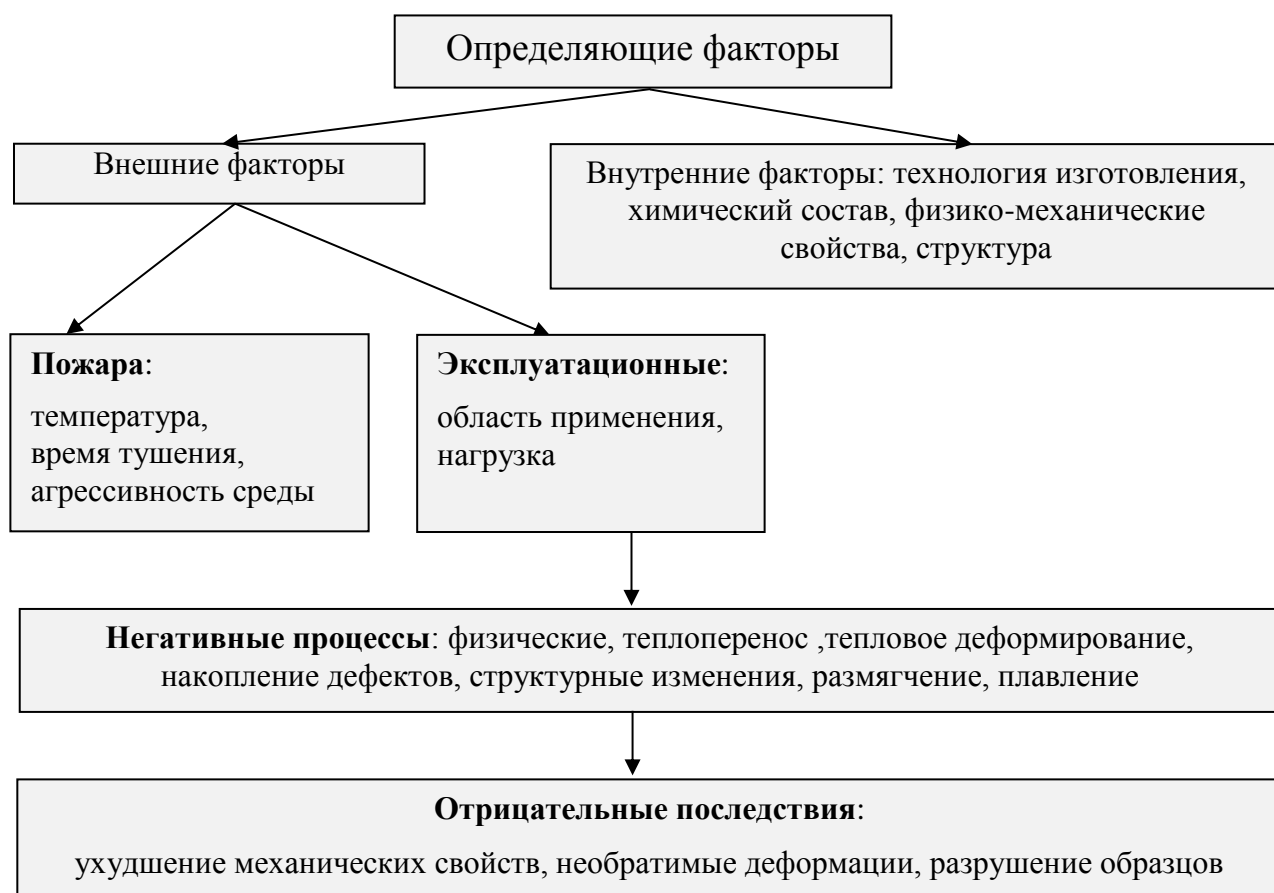 Определяющие факторы
Внешние факторы
Внутренние факторы: технология изготовления,
химический состав, физико-механические
свойства, структура
Пожара:
температура,
время тушения,
агрессивность среды
Эксплуатационные:
область применения,
нагрузка
Негативные процессы: физические, теплоперенос ,тепловое деформирование,
накопление дефектов, структурные изменения, размягчение, плавление
Отрицательные последствия:
ухудшение механических свойств, необратимые деформации, разрушение образцов